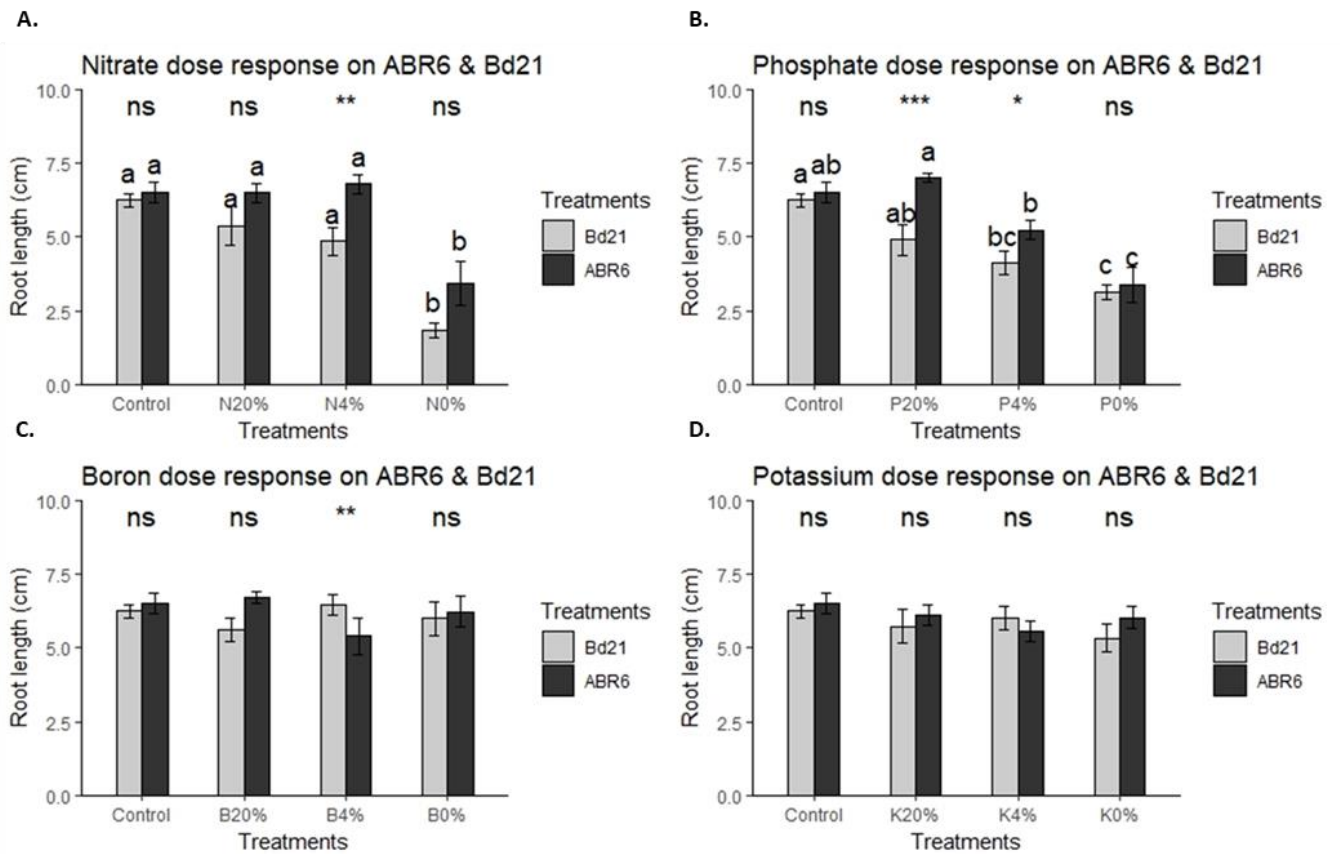 A.
Nitrate dose response on ABR6 & Bd21
10.0
7.5
5.0
2.5
0.0
Root length (cm)
ns ns ** ns
a a a a a a b b
Control N20% N4% N0%
Treatments
Treatments
Bd21
ABR6
B.
Phosphate dose response on ABR6 & Bd21
10.0
7.5
5.0
2.5
0.0
Root length (cm)
ns *** * ns
a ab ab a bc b c c
Control P20% P4% P0%
Treatments
Treatments
Bd21
ABR6
C.
Boron dose response on ABR6 & Bd21
10.0
7.5
5.0
2.5
0.0
Root length (cm)
ns ns ** ns
Control B20% B4% B0%
Treatments
Treatments
Bd21
ABR6
D.
Potassium dose response on ABR6 & Bd21
10.0
7.5
5.0
2.5
0.0
Root length (cm)
ns ns ns ns
Control K20% K4% K0%
Treatments
Treatments
Bd21
ABR6